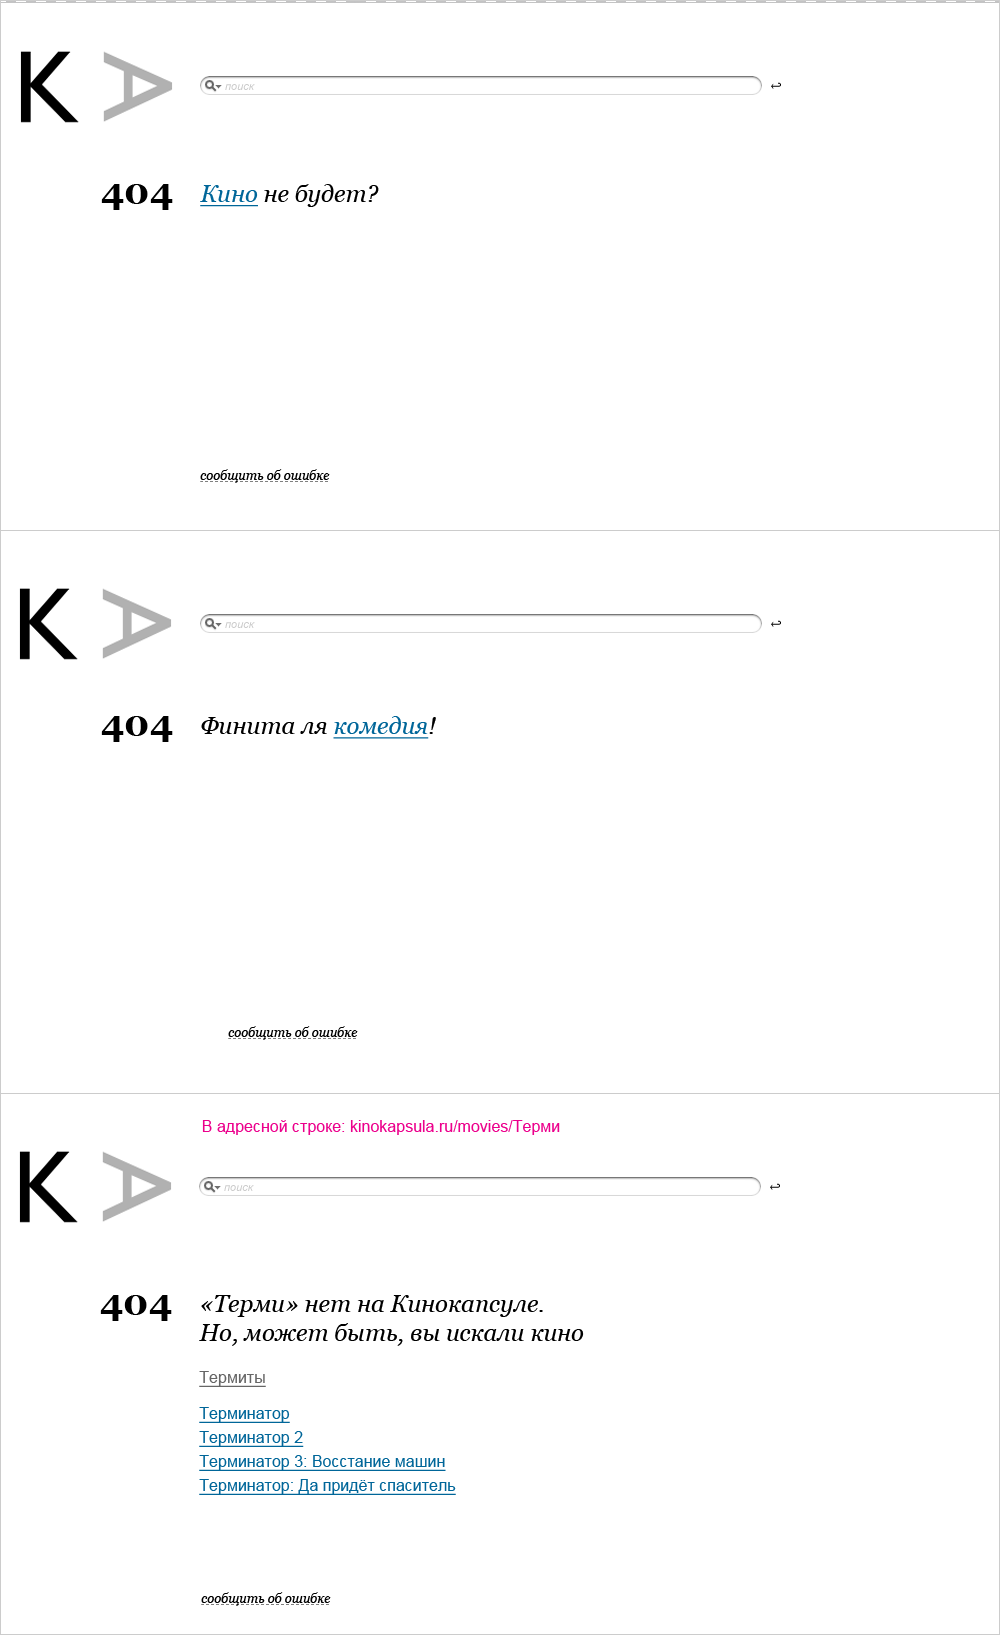 К А
поиск
404 Кино не будет?
сообщить об ошибке
К А
поиск
404 Финита ля комедия!
сообщить об ошибке
В адресной строке: kinokapsula.ru/movies/Терми
К А
поиск
404 «Терми» нет на Кинокапсуле.
Но, может быть, вы искали кино
Термиты
Терминатор
Терминатор 2
Терминатор 3: Восстание машин
Терминатор: Да придёт спаситель
сообщить об ошибке